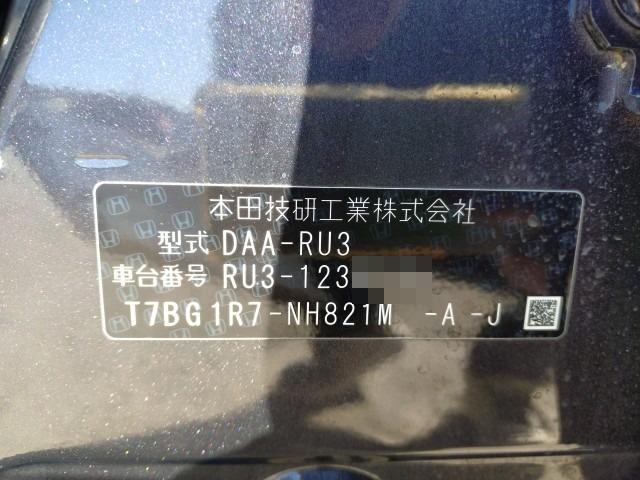 本田技研工業株式会社
型式 DAA-RU3
車台番号 RU3-123
T7BG1R7-NH821M -A -J